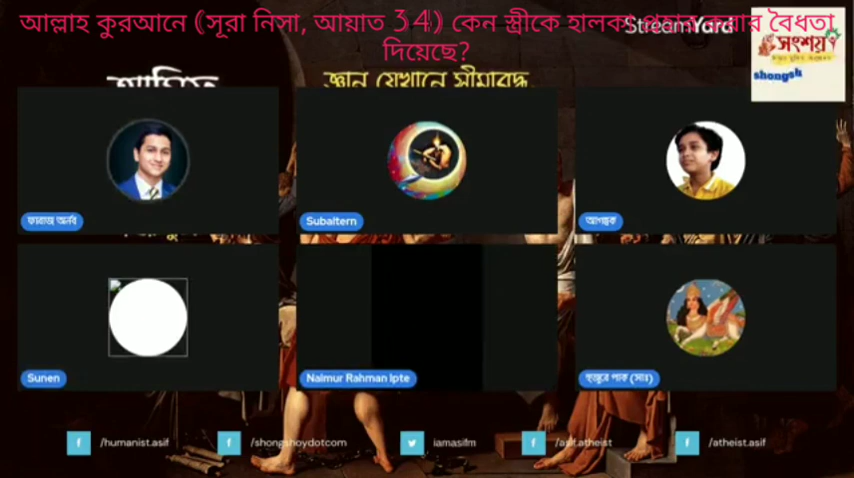 আল্লাহ কুরআনে (সূরা নিসা, আয়াত 34) কেন স্ত্রীকে হালকা প্রহার করার বৈধতা
দিয়েছে?
StreamYard
সংশয়
shongsh
জ্ঞান যেখানে সীমাবদ্ধ
ফারাজ অর্নব
Subaltern
আগন্তুক
Sunen
Naimur Rahman Ipte
হুজুরে পাক (সাঃ)
/humanist.asif
/shongshoydotcom
iamasifm
/asif.atheist
/atheist.asif